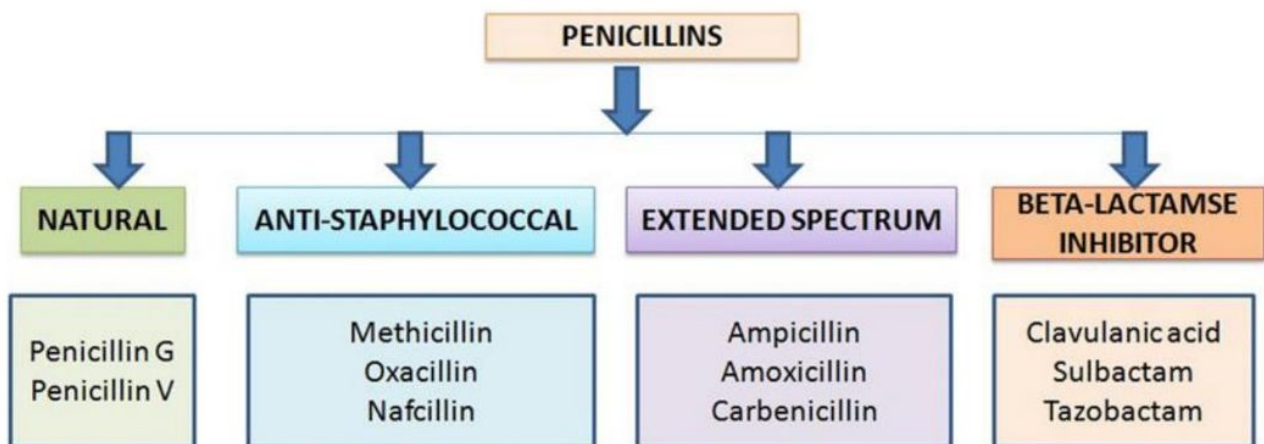 PENICILLINS
NATURAL
ANTI-STAPHYLOCOCCAL
EXTENDED SPECTRUM
BETA-LACTAMSE
INHIBITOR
Penicillin G
Penicillin V
Methicillin
Oxacillin
Nafcillin
Ampicillin
Amoxicillin
Carbenicillin
Clavulanic acid
Sulbactam
Tazobactam